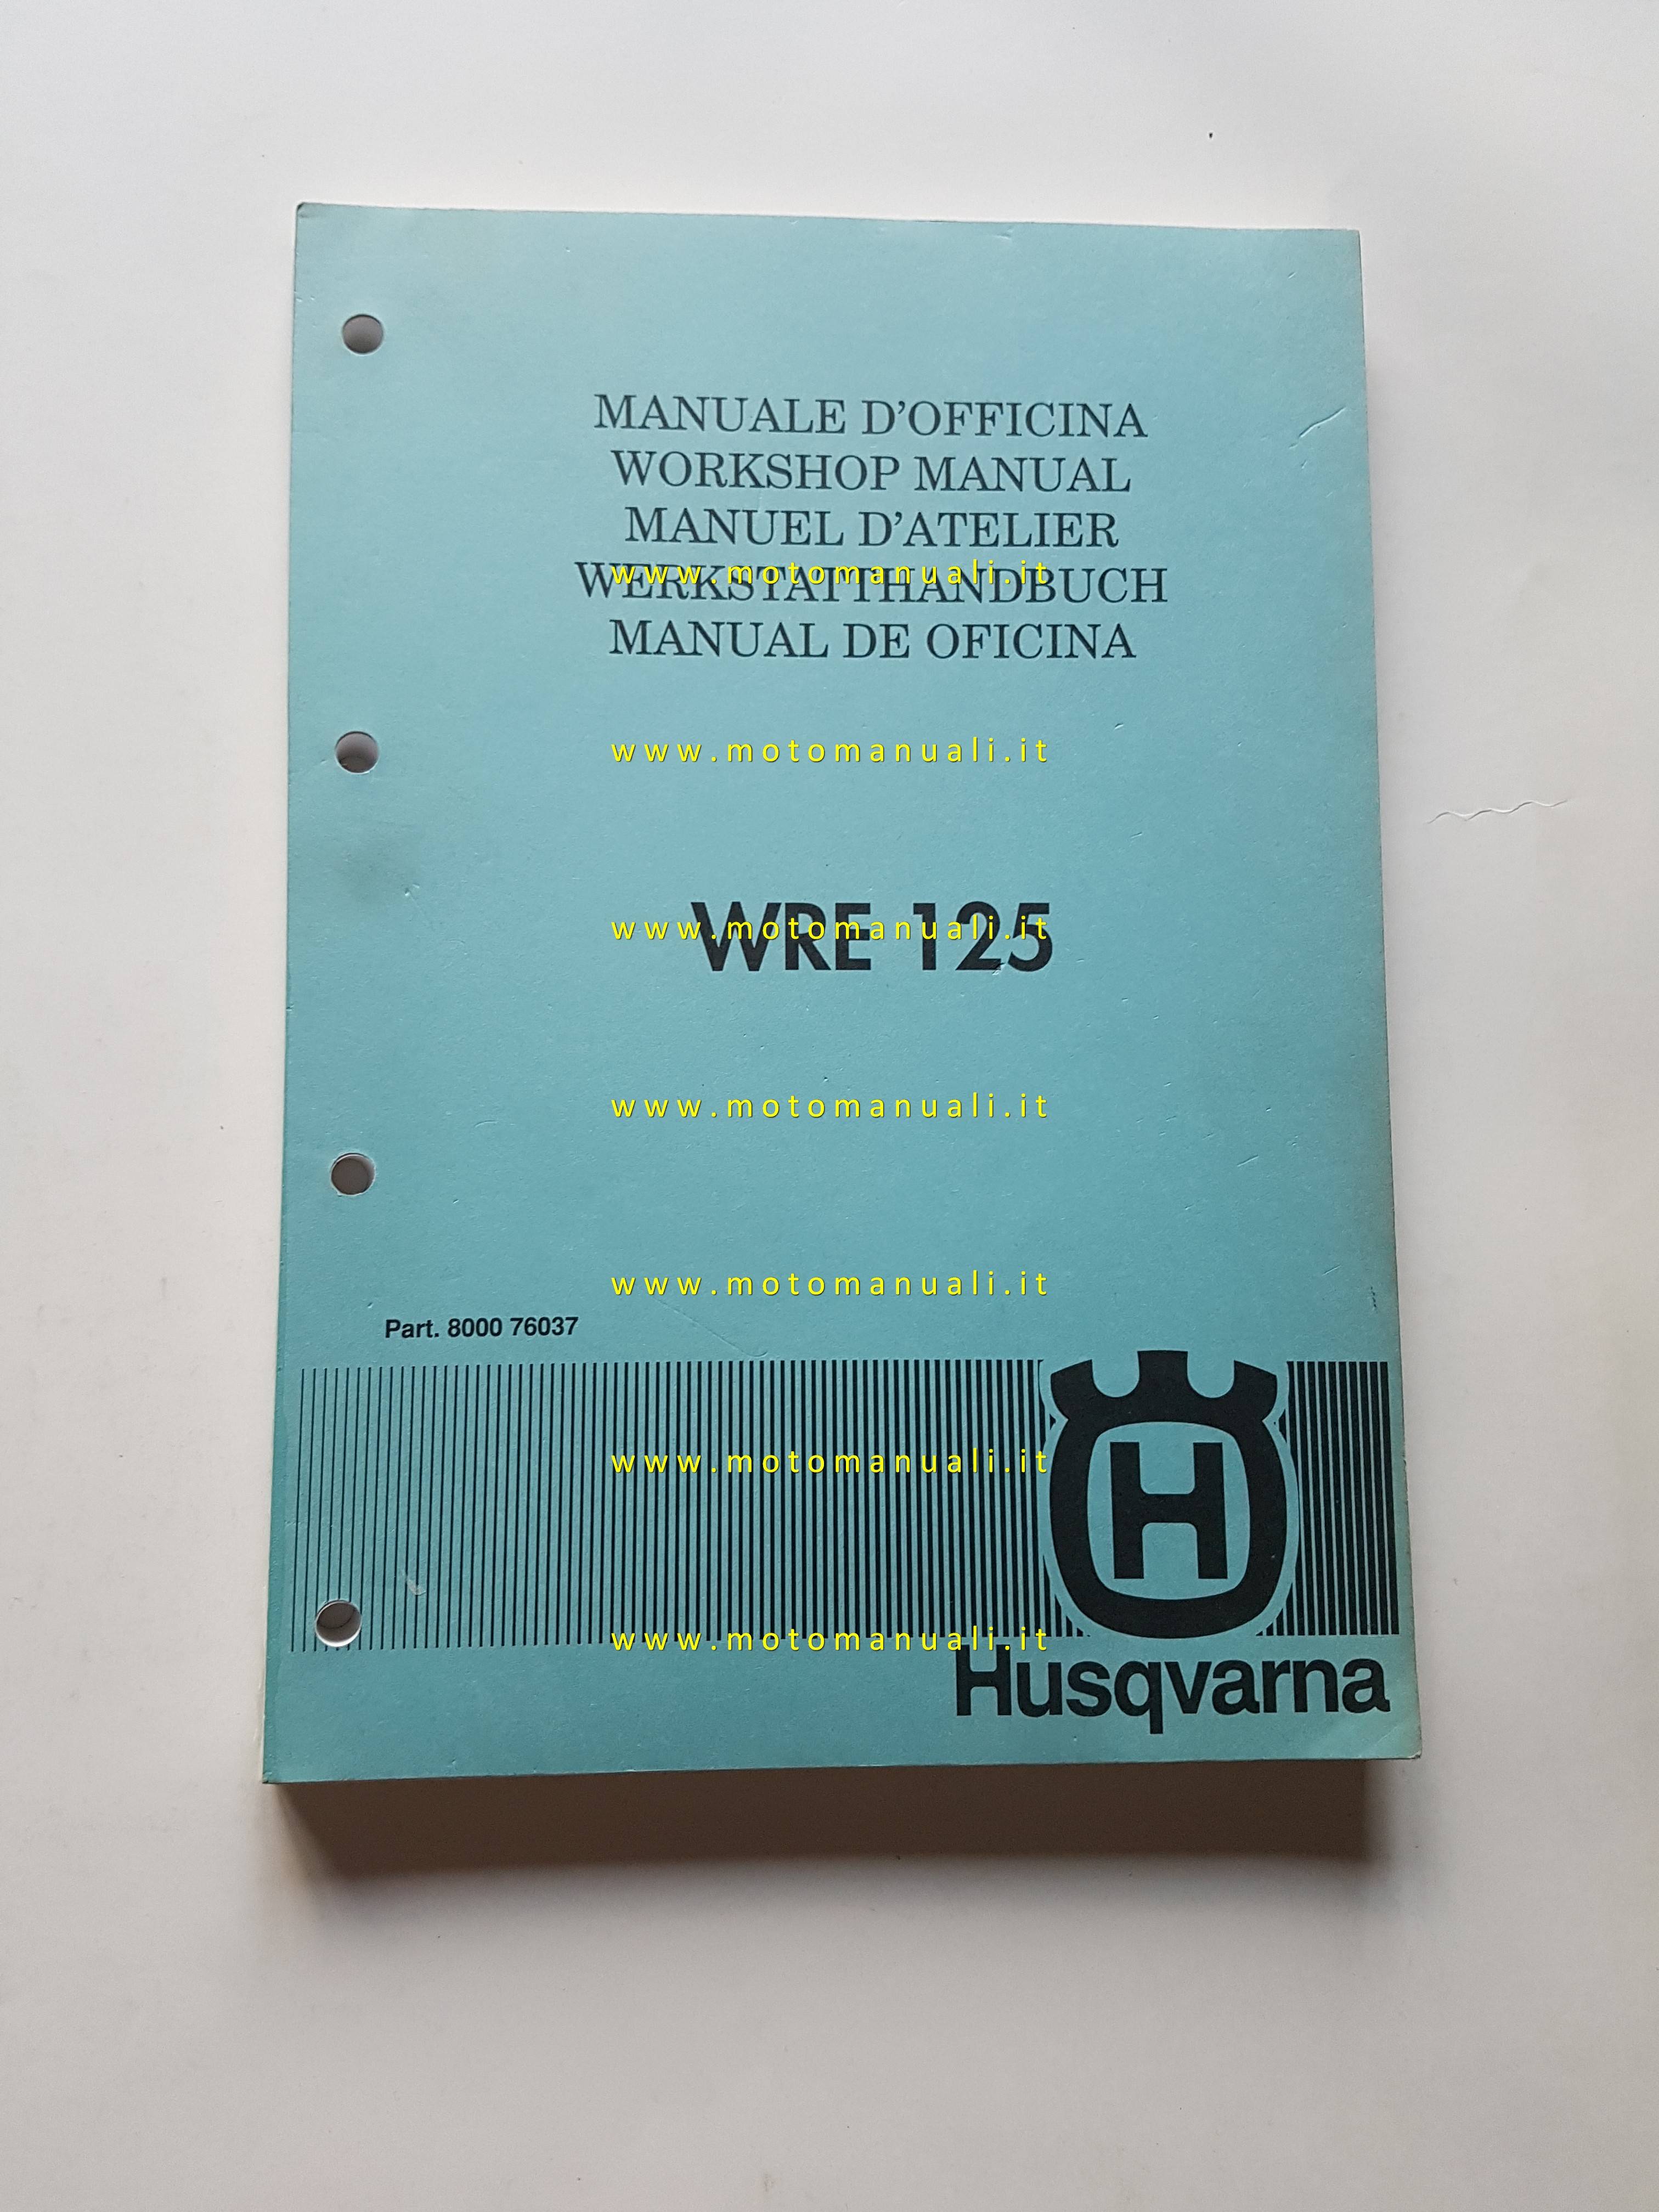 MANUALE D'OFFICINA
WORKSHOP MANUAL
MANUEL D'ATELIER
WERKSTATTHANDBUCH
www.motomanuali.it
MANUAL DE OFICINA
www.motomanuali.it
WRE 125
www.motomanuali.it
www.motomanuali.it
www.motomanuali.it
Part. 8000 76037
www.motomanuali.it
H
www.motomanuali.it
Husqvarna